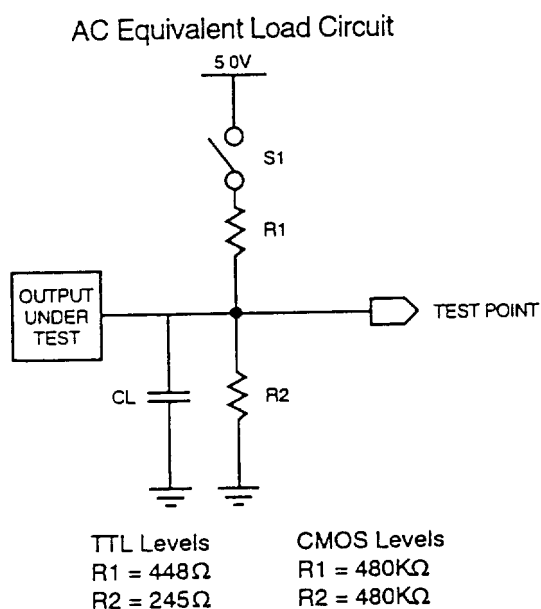 AC Equivalent Load Circuit
5 0V
S1
R1
OUTPUT
UNDER
TEST
TEST POINT
CL
R2
TTL Levels
R1 = 448Ω
R2 = 245Ω
CMOS Levels
R1 = 480KΩ
R2 = 480KΩ